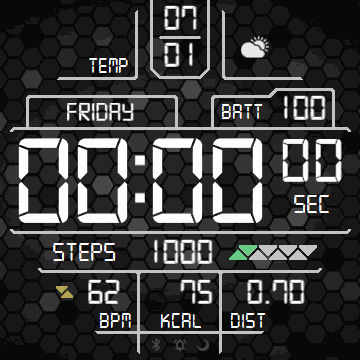 07
01
TEMP
FRIDAY
BATT 100
00:00 00
SEC
STEPS 1000
62 75 0.70
BPM KCAL DIST